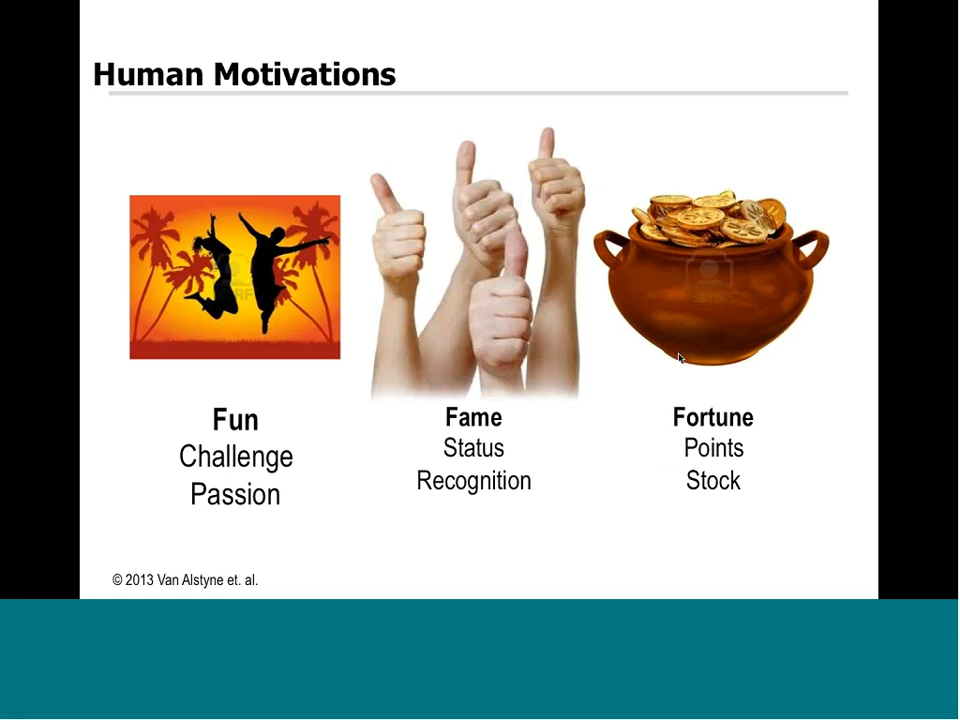 Human Motivations
Fun
Challenge
Passion
Fame
Status
Recognition
Fortune
Points
Stock
© 2013 Van Alstyne et. al.